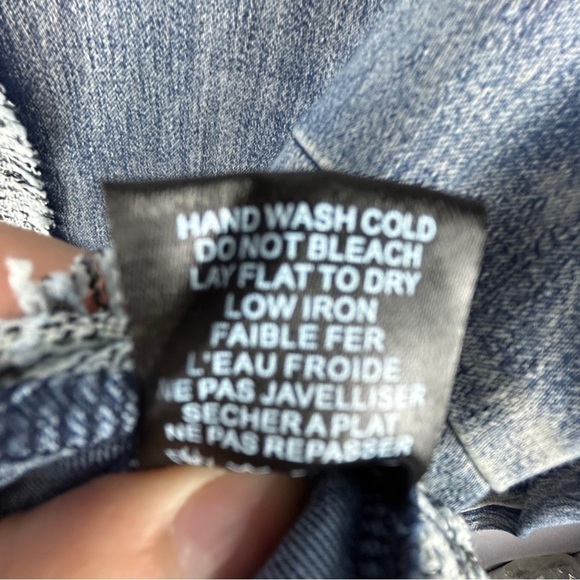 HAND WASH COLD
DO NOT BLEACH
LAY FLAT TO DRY
LOW IRON
FAIBLE FER
L'EAU FROIDE
NE PAS JAVELLISER
SECHER A PLAT
NE PAS REPASSER